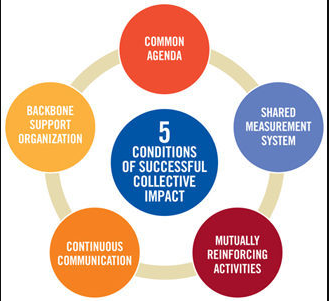 COMMON
AGENDA
SHARED
MEASUREMENT
SYSTEM
MUTUALLY
REINFORCING
ACTIVITIES
CONTINUOUS
COMMUNICATION
BACKBONE
SUPPORT
ORGANIZATION
5
CONDITIONS
OF SUCCESSFUL
COLLECTIVE
IMPACT